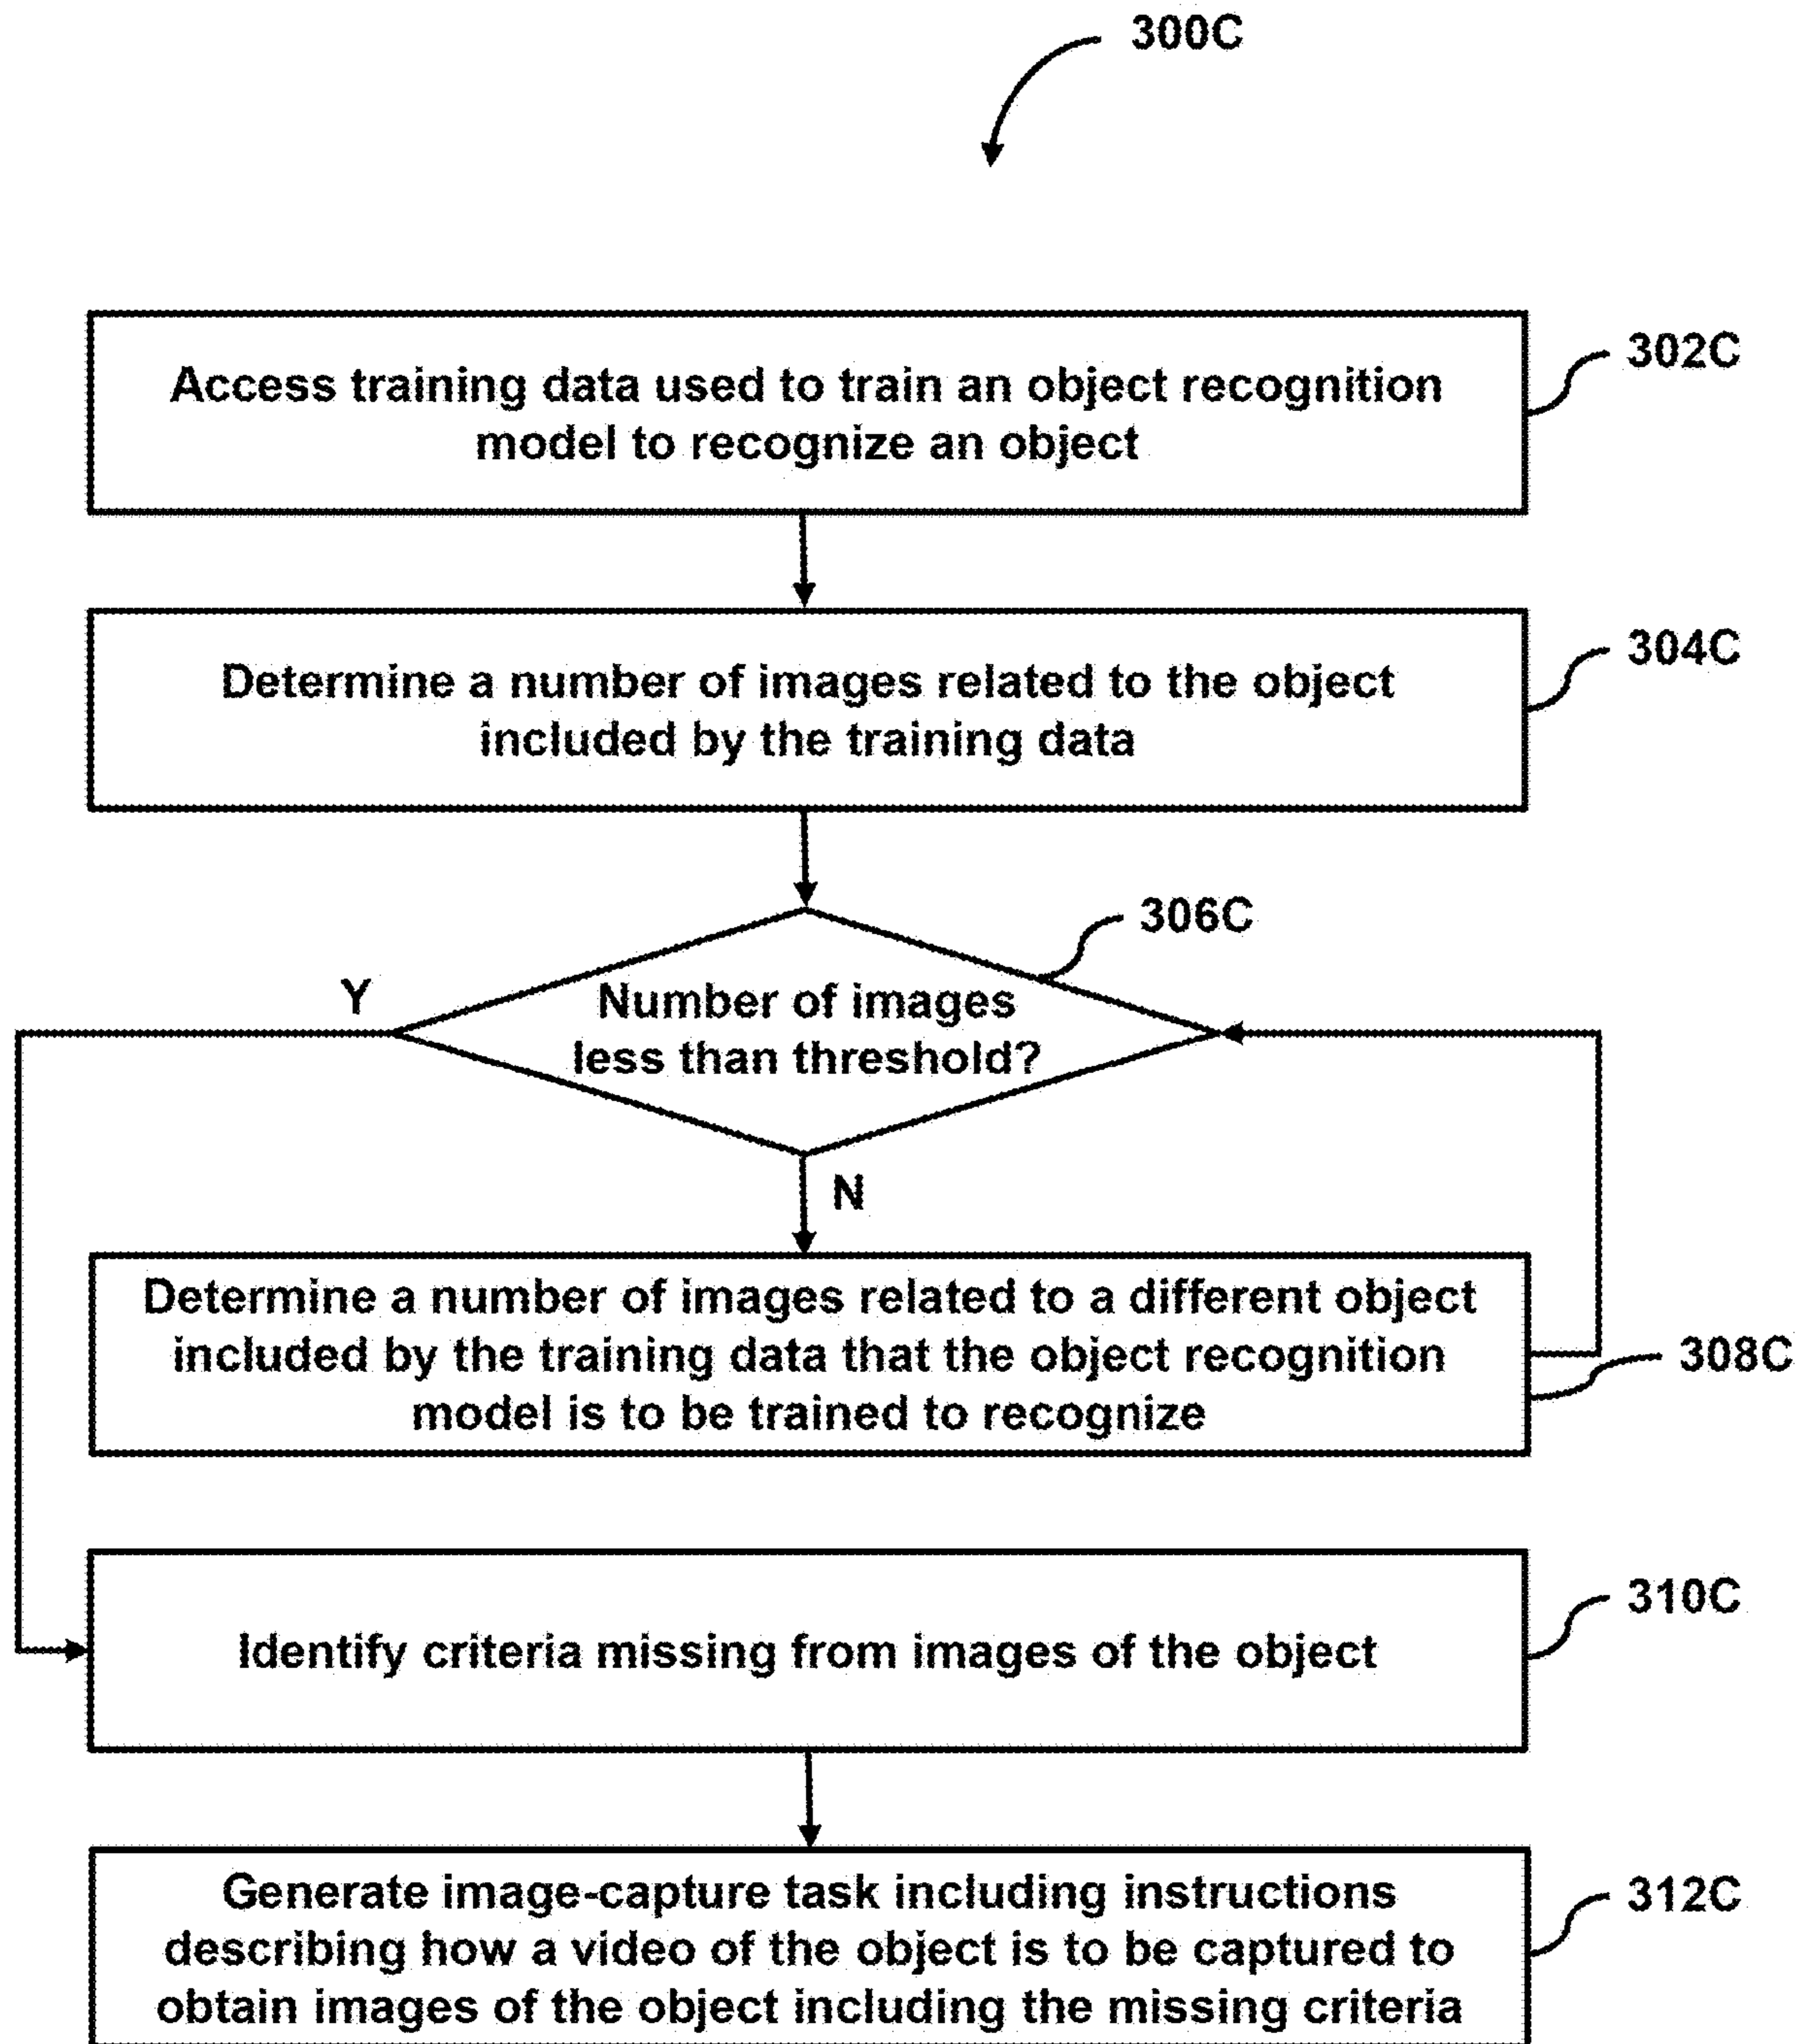 300C
Access training data used to train an object recognition
model to recognize an object
302C
Determine a number of images related to the object
included by the training data
304C
306C
Y
Number of images
less than threshold?
N
Determine a number of images related to a different object
included by the training data that the object recognition
model is to be trained to recognize
308C
Identify criteria missing from images of the object
310C
Generate image-capture task including instructions
describing how a video of the object is to be captured to
obtain images of the object including the missing criteria
312C